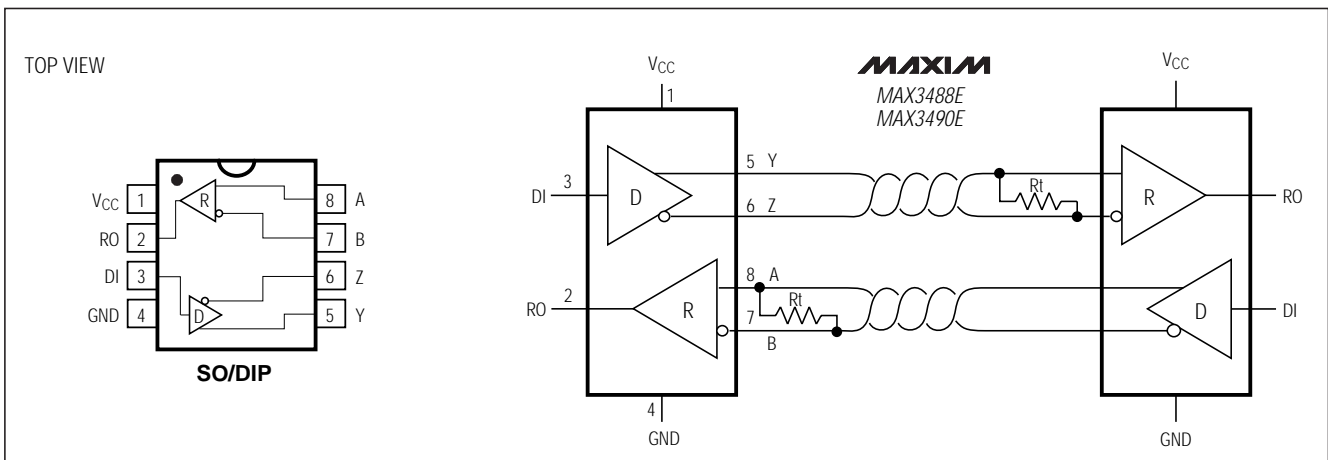 TOP VIEW
VCC 1
RO 2
DI 3
GND 4
8 A
7 B
6 Z
5 Y
R
D
SO/DIP
MAXIM
MAX3488E
MAX3490E
VCC
1
DI 3
D
5 Y
6 Z
Rt
RO 2
R
8 A
Rt
7
B
4
GND
VCC
R
RO
D
DI
GND